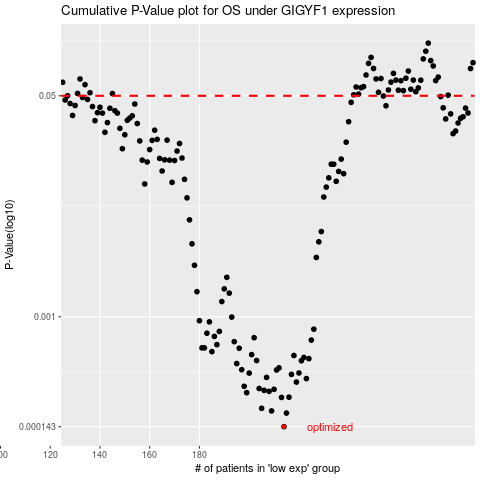 Cumulative P-Value plot for OS under GIGYF1 expression
P-Value(log10)
0.05
0.001
0.000143
optimized
00
140
160
180
# of patients in 'low exp' group